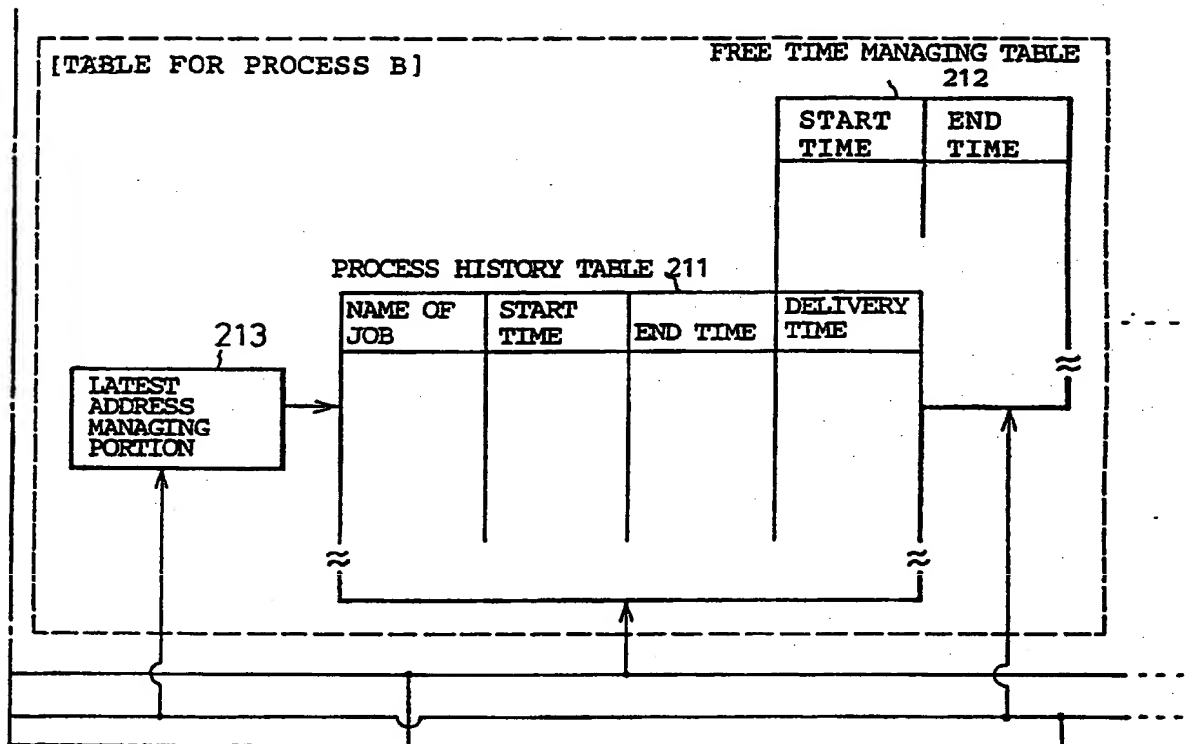 [TABLE FOR PROCESS B]
FREE TIME MANAGING TABLE
212
START
TIME
END
TIME
PROCESS HISTORY TABLE 211
NAME OF
JOB
START
TIME
END TIME
DELIVERY
TIME
213
LATEST
ADDRESS
MANAGING
PORTION